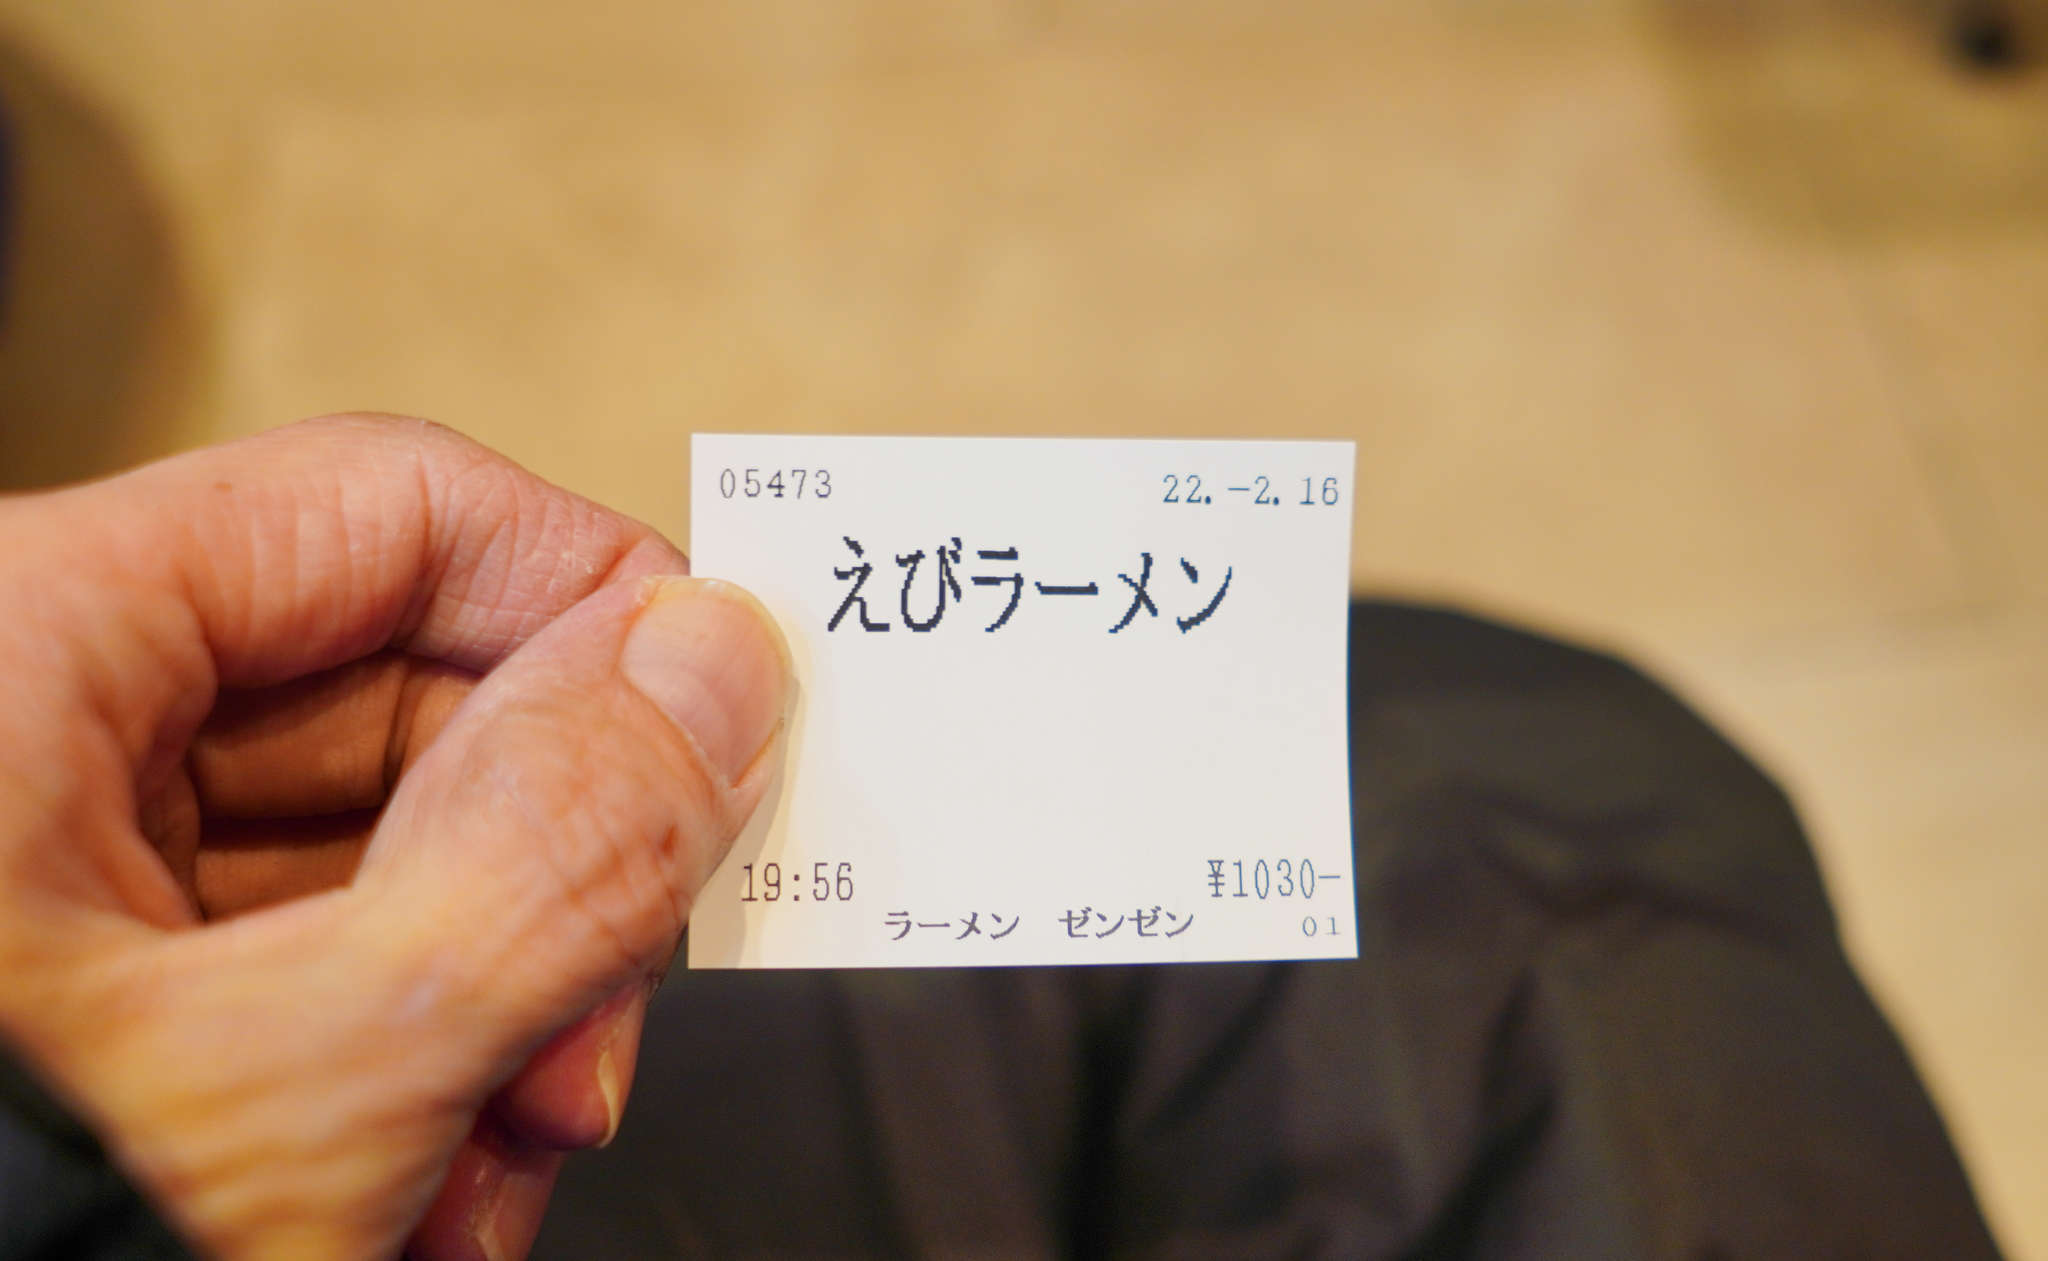 05473 22.-2.16
えびラーメン
19:56 ¥1030-
ラーメン ゼンゼン 01